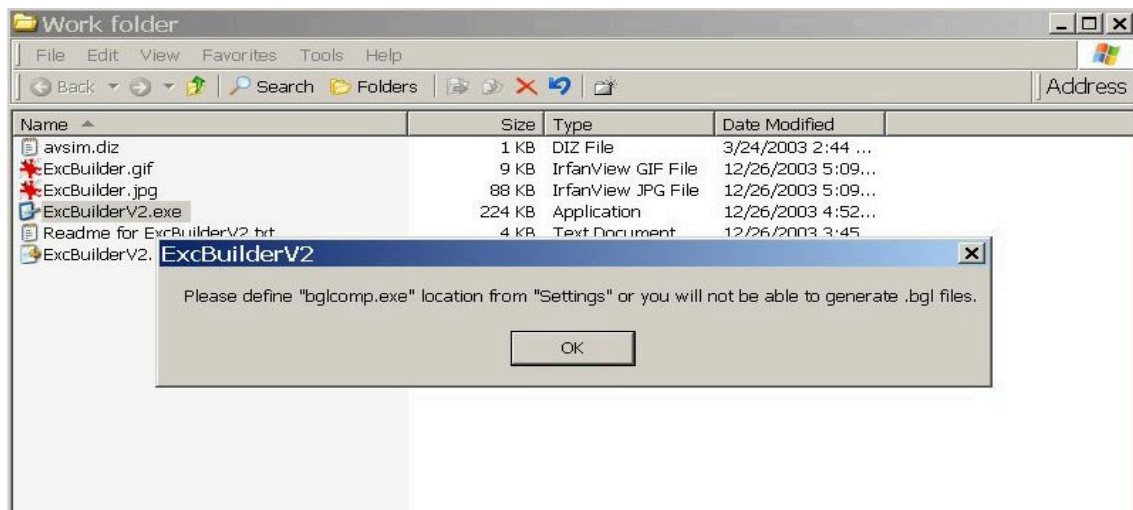 Work folder
File Edit View Favorites Tools Help
Back Search Folders Address
Name Size Type Date Modified
avsim.diz 1 KB DIZ File 3/24/2003 2:44 ...
ExcBuilder.gif 9 KB IrfanView GIF File 12/26/2003 5:09...
ExcBuilder.jpg 88 KB IrfanView JPG File 12/26/2003 5:09...
ExcBuilderV2.exe 224 KB Application 12/26/2003 4:52...
Readme for ExcBuilderV2.txt 4 KB Text Document 12/26/2003 3:45
ExcBuilderV2.
ExcBuilderV2
Please define "bglcomp.exe" location from "Settings" or you will not be able to generate .bgl files.
OK